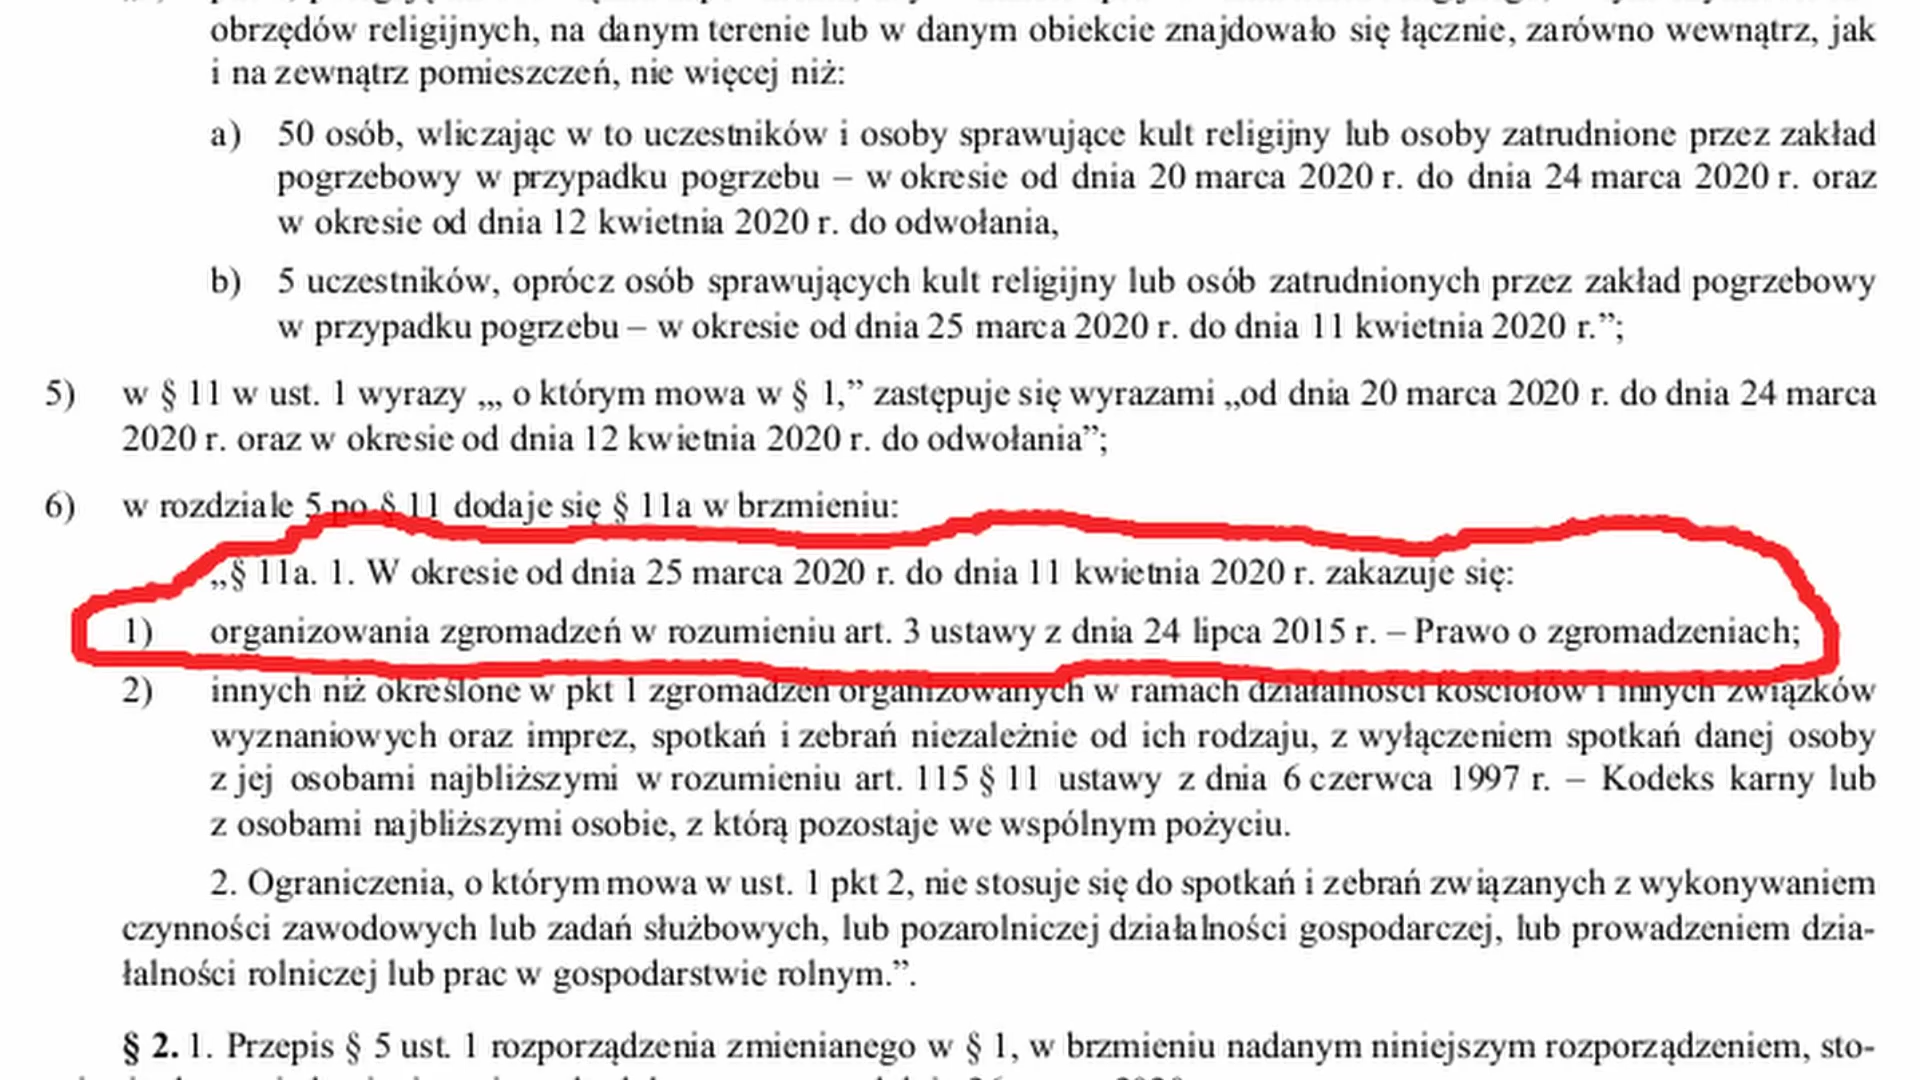 obrzędów religijnych, na danym terenie lub w danym obiekcie znajdowało się łącznie, zarówno wewnątrz, jak
i na zewnątrz pomieszczeń, nie więcej niż:
a) 50 osób, wliczając w to uczestników i osoby sprawujące kult religijny lub osoby zatrudnione przez zakład
pogrzebowy w przypadku pogrzebu – w okresie od dnia 20 marca 2020 r. do dnia 24 marca 2020 r. oraz
w okresie od dnia 12 kwietnia 2020 r. do odwołania,
b) 5 uczestników, oprócz osób sprawujących kult religijny lub osób zatrudnionych przez zakład pogrzebowy
w przypadku pogrzebu – w okresie od dnia 25 marca 2020 r. do dnia 11 kwietnia 2020 r.”;
5) w § 11 w ust. 1 wyrazy „, o którym mowa w § 1,” zastępuje się wyrazami „od dnia 20 marca 2020 r. do dnia 24 marca
2020 r. oraz w okresie od dnia 12 kwietnia 2020 r. do odwołania”;
6) w rozdziale 5 po § 11 dodaje się § 11a w brzmieniu:
„§ 11a. 1. W okresie od dnia 25 marca 2020 r. do dnia 11 kwietnia 2020 r. zakazuje się:
1) organizowania zgromadzeń w rozumieniu art. 3 ustawy z dnia 24 lipca 2015 r. – Prawo o zgromadzeniach;
2) innych niż określone w pkt 1 zgromadzeń organizowanych w ramach działalności kościołów i innych związków
wyznaniowych oraz imprez, spotkań i zebrań niezależnie od ich rodzaju, z wyłączeniem spotkań danej osoby
z jej osobami najbliższymi w rozumieniu art. 115 § 11 ustawy z dnia 6 czerwca 1997 r. – Kodeks karny lub
z osobami najbliższymi osobie, z którą pozostaje we wspólnym pożyciu.
2. Ograniczenia, o którym mowa w ust. 1 pkt 2, nie stosuje się do spotkań i zebrań związanych z wykonywaniem
czynności zawodowych lub zadań służbowych, lub pozarolniczej działalności gospodarczej, lub prowadzeniem dzia-
łalności rolniczej lub prac w gospodarstwie rolnym.”.
§ 2. 1. Przepis § 5 ust. 1 rozporządzenia zmienianego w § 1, w brzmieniu nadanym niniejszym rozporządzeniem, sto-